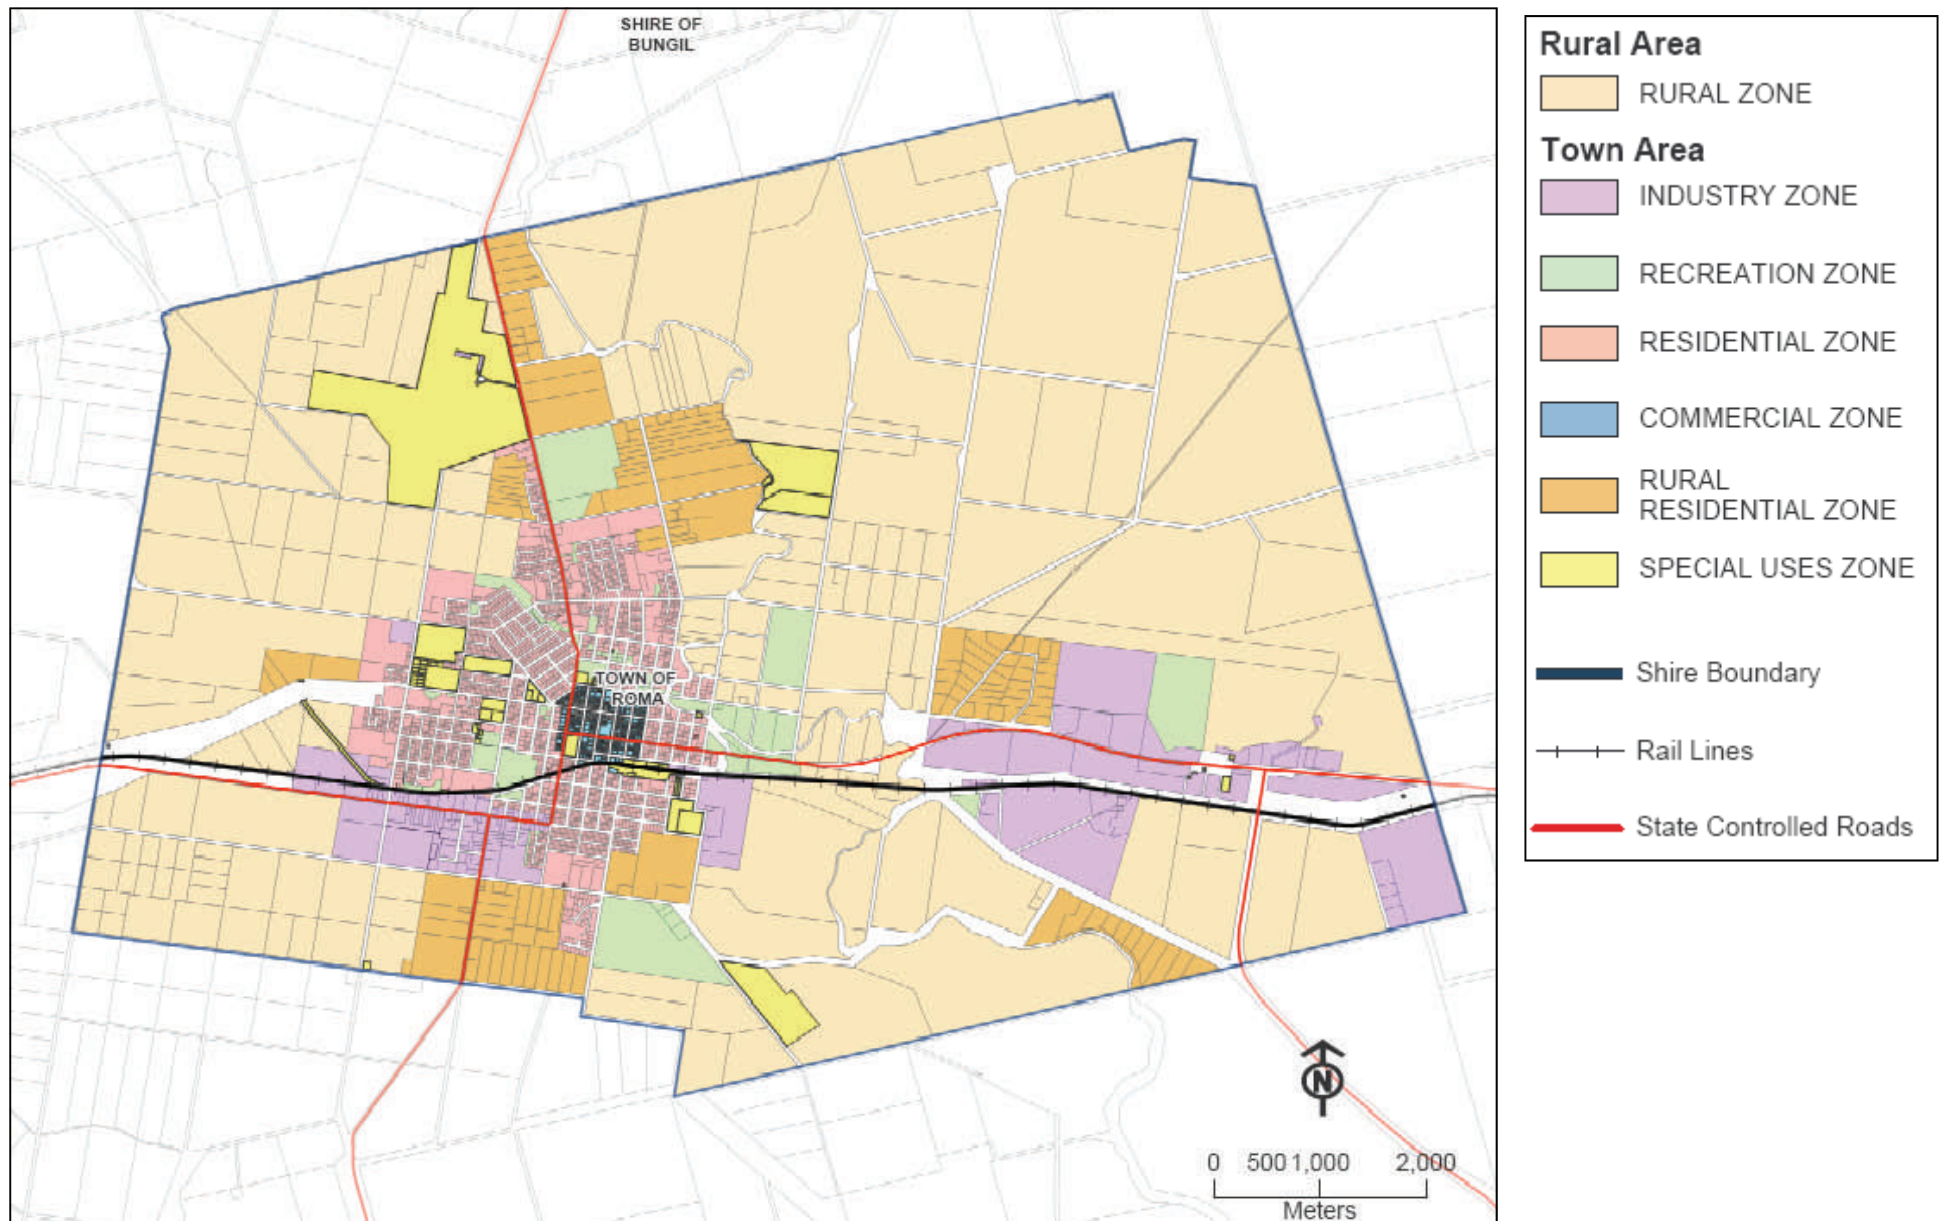 SHIRE OF
BUNGIL
TOWN OF
ROMA
N
0 500 1,000 2,000
Meters
Rural Area
RURAL ZONE
Town Area
INDUSTRY ZONE
RECREATION ZONE
RESIDENTIAL ZONE
COMMERCIAL ZONE
RURAL
RESIDENTIAL ZONE
SPECIAL USES ZONE
Shire Boundary
Rail Lines
State Controlled Roads